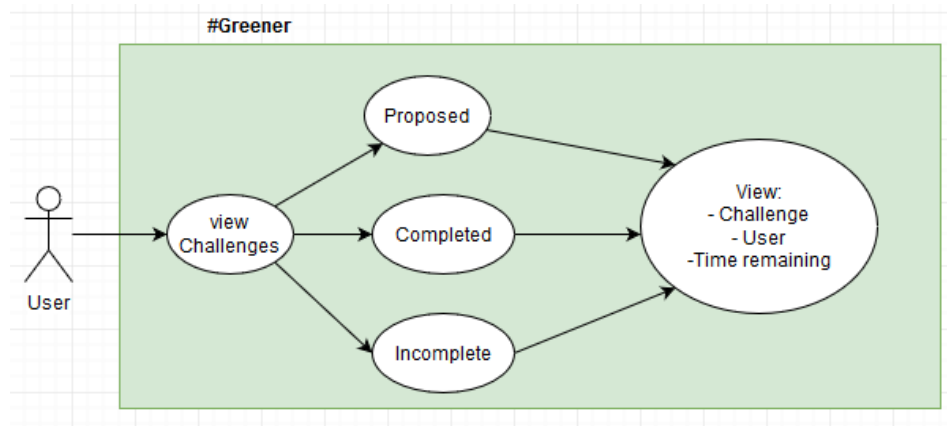 #Greener
Proposed
view
Challenges
Completed
Incomplete
View:
- Challenge
- User
-Time remaining
User